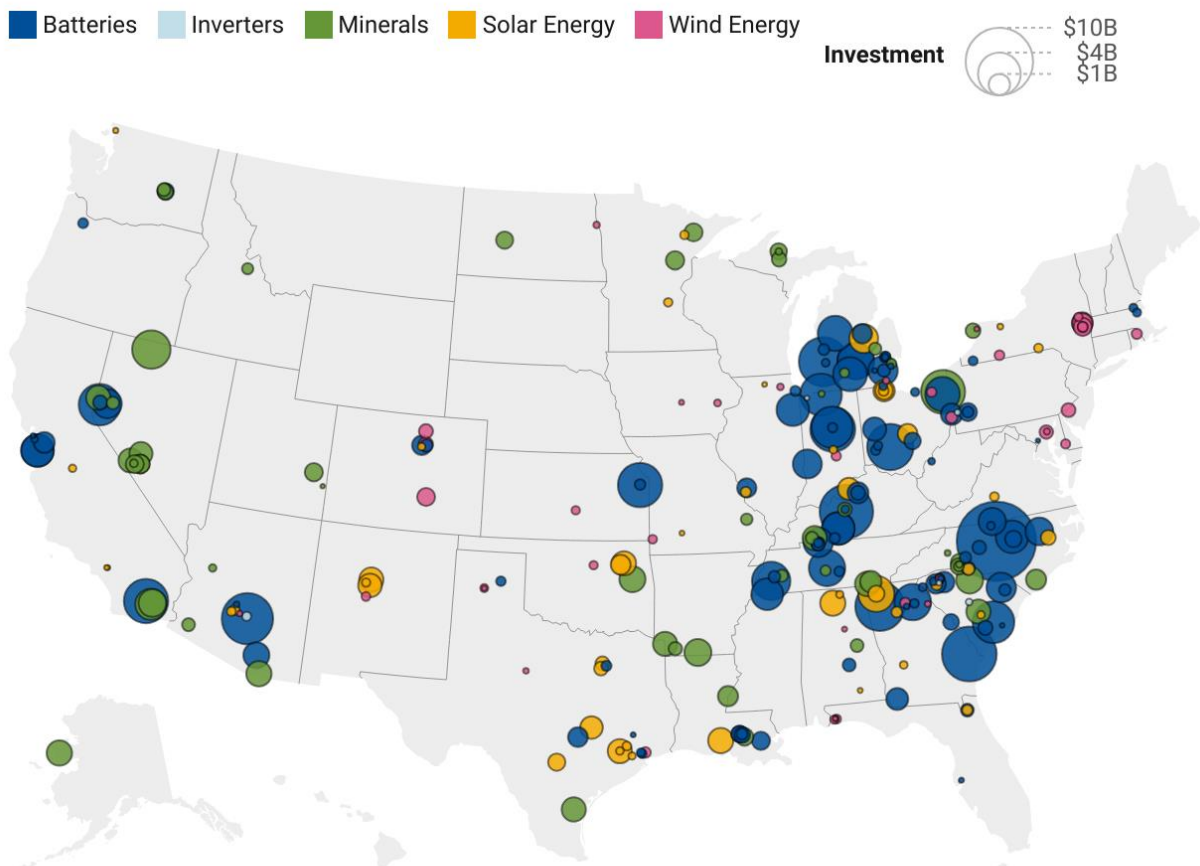 Batteries Inverters Minerals Solar Energy Wind Energy
Investment
$10B
$4B
$1B